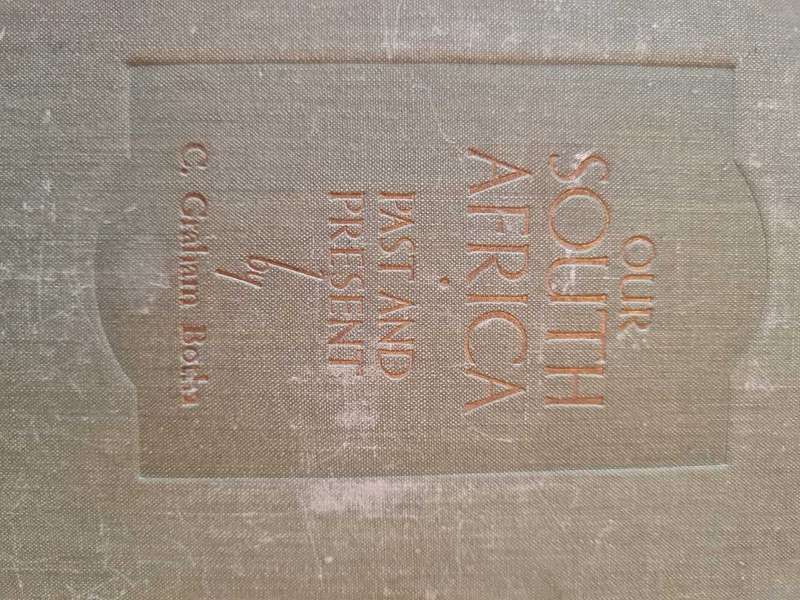 OUR
SOUTH
AFRICA
PAST AND
PRESENT
by
C. Graham Botha